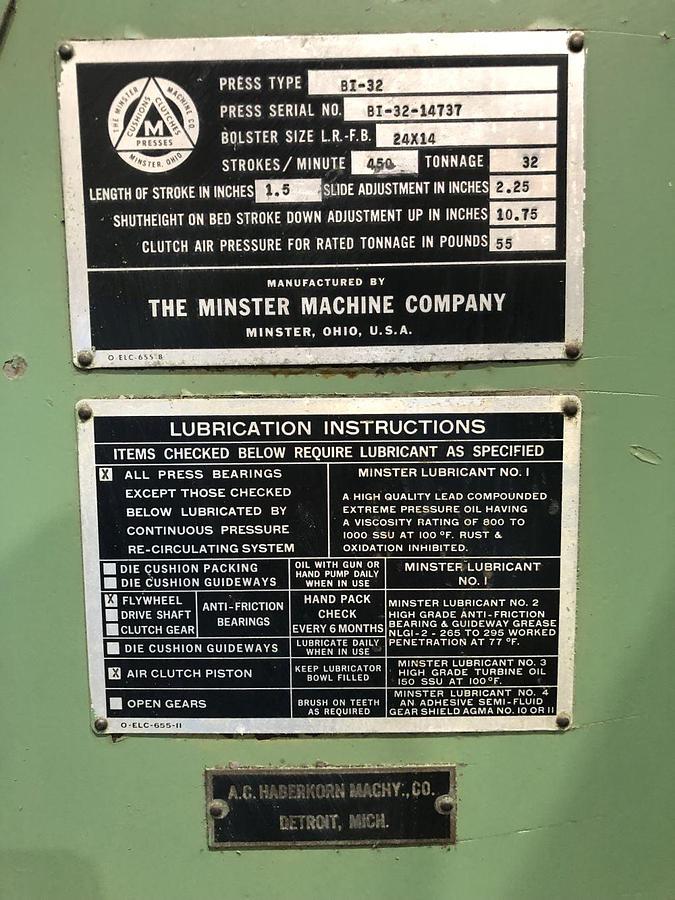 THE MINSTER MACHINE CO.
CUSHIONS CLUTCHES
M
PRESSES
MINSTER, OHIO
PRESS TYPE BI-32
PRESS SERIAL NO. BI-32-14737
BOLSTER SIZE L.R.-F.B. 24X14
STROKES/MINUTE 450 TONNAGE 32
LENGTH OF STROKE IN INCHES 1.5 SLIDE ADJUSTMENT IN INCHES 2.25
SHUTHEIGHT ON BED STROKE DOWN ADJUSTMENT UP IN INCHES 10.75
CLUTCH AIR PRESSURE FOR RATED TONNAGE IN POUNDS 55
MANUFACTURED BY
THE MINSTER MACHINE COMPANY
MINSTER, OHIO, U.S.A.
O-ELC-655 B
LUBRICATION INSTRUCTIONS
ITEMS CHECKED BELOW REQUIRE LUBRICANT AS SPECIFIED
X ALL PRESS BEARINGS
EXCEPT THOSE CHECKED
BELOW LUBRICATED BY
CONTINUOUS PRESSURE
RE-CIRCULATING SYSTEM
MINSTER LUBRICANT NO. 1
A HIGH QUALITY LEAD COMPOUNDED
EXTREME PRESSURE OIL HAVING
A VISCOSITY RATING OF 800 TO
1000 SSU AT 100 °F. RUST &
OXIDATION INHIBITED.
DIE CUSHION PACKING
DIE CUSHION GUIDEWAYS
OIL WITH GUN OR
HAND PUMP DAILY
WHEN IN USE
MINSTER LUBRICANT
NO. 1
X FLYWHEEL
DRIVE SHAFT
CLUTCH GEAR
ANTI-FRICTION
BEARINGS
HAND PACK
CHECK
EVERY 6 MONTHS
MINSTER LUBRICANT NO. 2
HIGH GRADE ANTI-FRICTION
BEARING & GUIDEWAY GREASE
NLGI-2 - 265 TO 295 WORKED
PENETRATION AT 77 °F.
DIE CUSHION GUIDEWAYS
LUBRICATE DAILY
WHEN IN USE
X AIR CLUTCH PISTON
KEEP LUBRICATOR
BOWL FILLED
MINSTER LUBRICANT NO. 3
HIGH GRADE TURBINE OIL
150 SSU AT 100°F.
OPEN GEARS
BRUSH ON TEETH
AS REQUIRED
MINSTER LUBRICANT NO. 4
AN ADHESIVE SEMI-FLUID
GEAR SHIELD AGMA NO. 10 OR 11
O-ELC-655-11
A.C. HABERKORN MACHY., CO.
DETROIT, MICH.